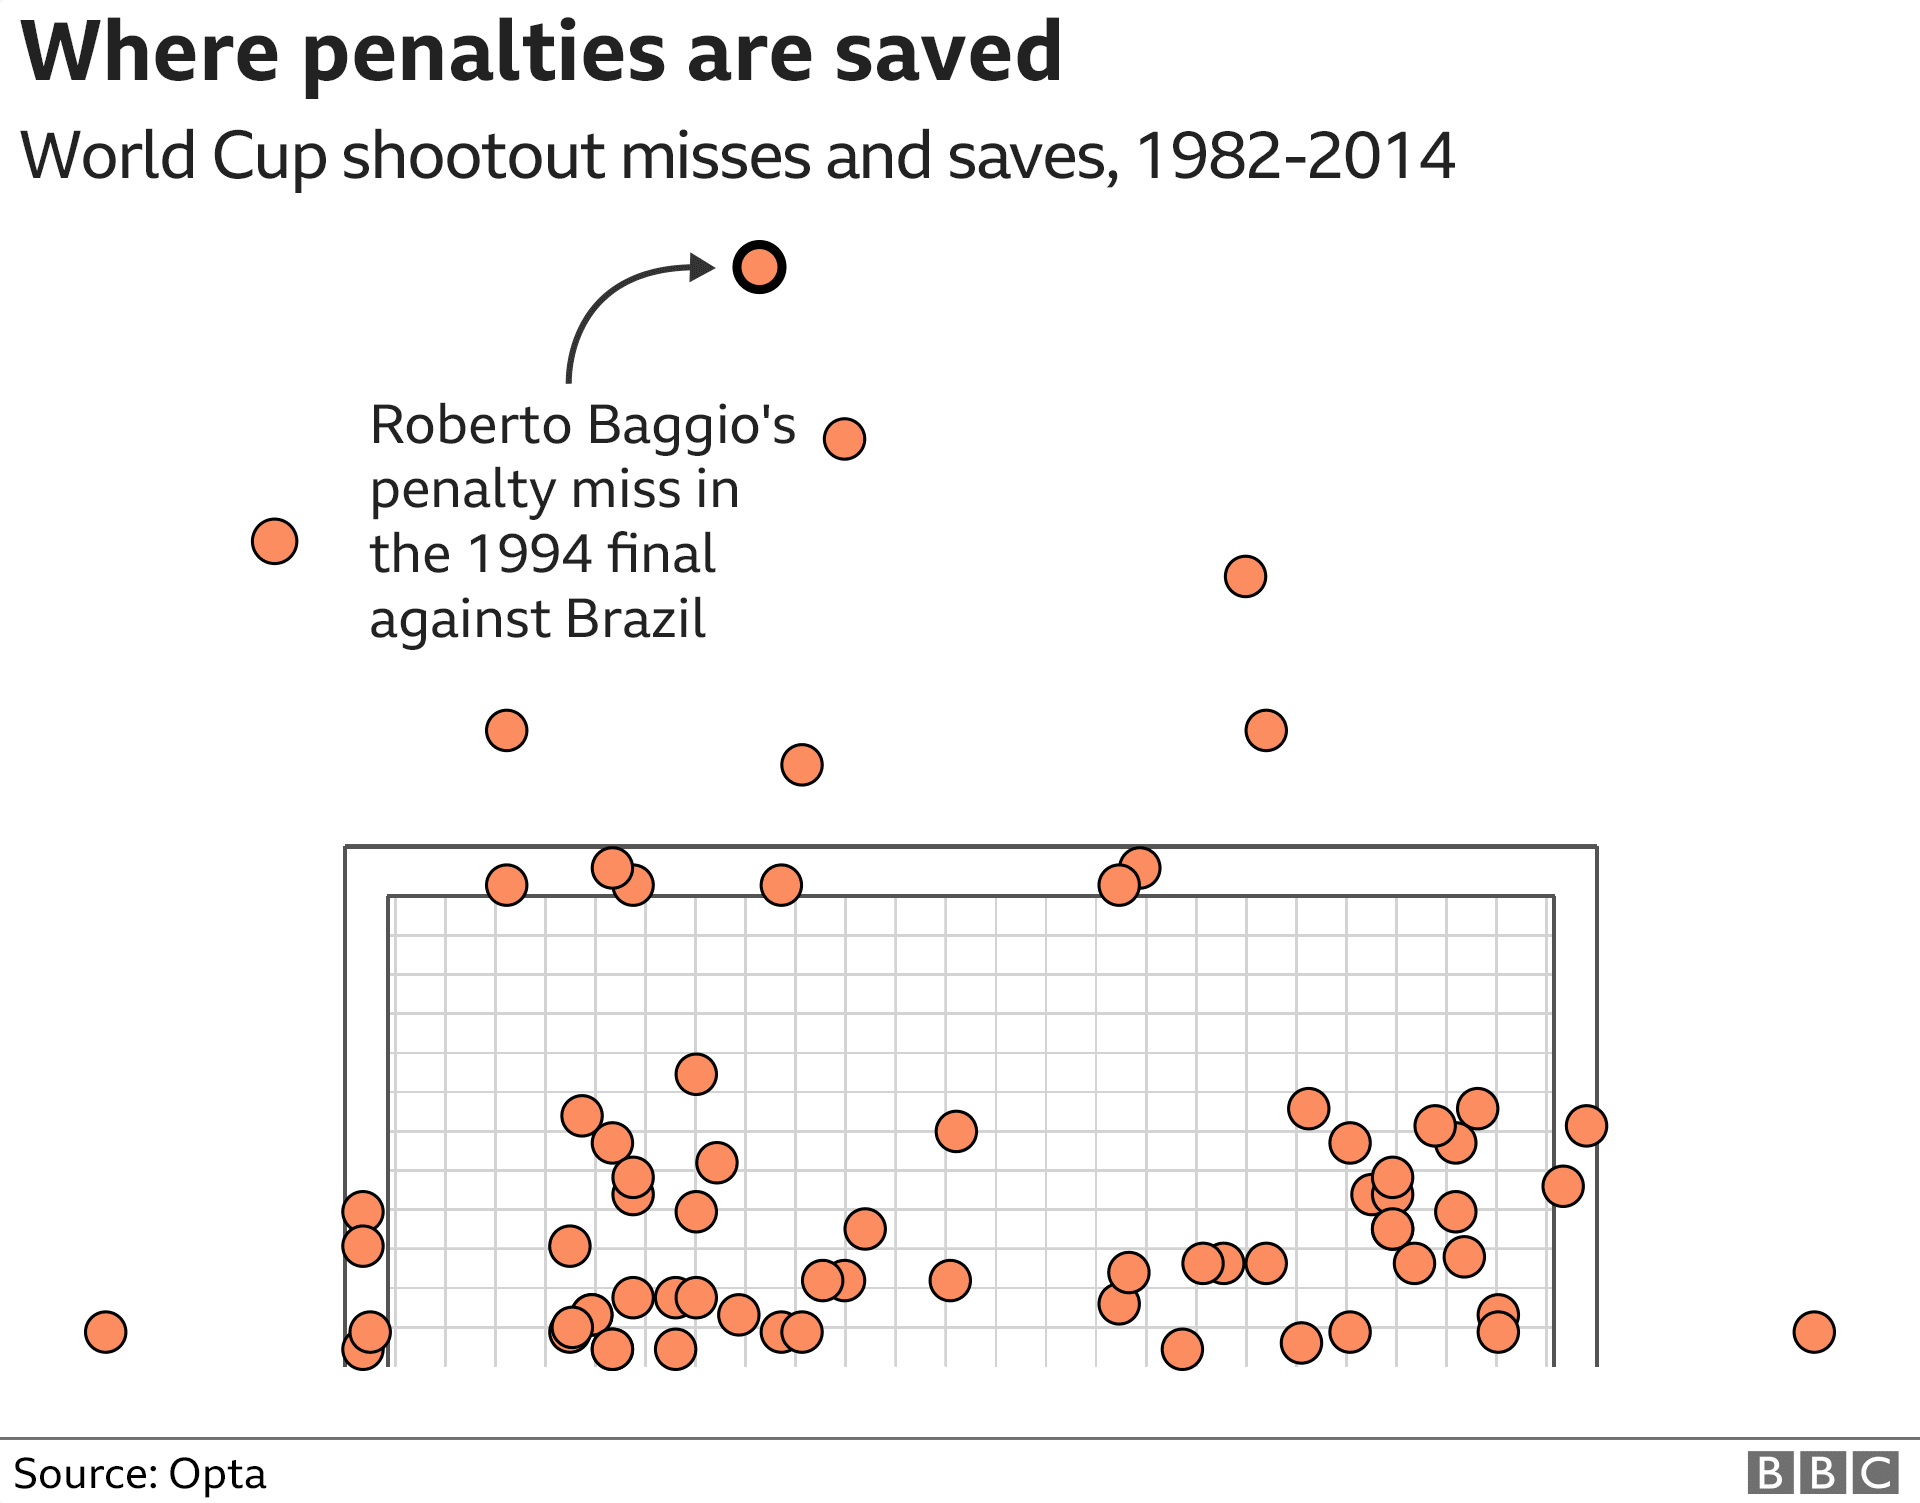 Where penalties are saved
World Cup shootout misses and saves, 1982-2014
Roberto Baggio's
penalty miss in
the 1994 final
against Brazil
Source: Opta
BBC